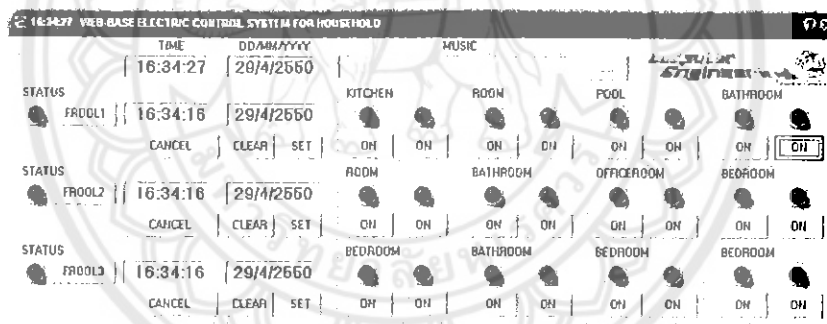 16:34:27 WEB-BASE ELECTRIC CONTROL SYSTEM FOR HOUSEHOLD
TIME DD/MM/YYYY MUSIC
16:34:27 29/4/2550
STATUS KITCHEN ROOM POOL BATHROOM
FROOL1 16:34:16 29/4/2550
CANCEL CLEAR SET ON ON ON ON ON ON ON ON
STATUS ROOM BATHROOM OFFICEROOM BEDROOM
FROOL2 16:34:16 29/4/2550
CANCEL CLEAR SET ON ON ON ON ON ON ON ON
STATUS BEDROOM BATHROOM BEDROOM BEDROOM
FROOL3 16:34:16 29/4/2550
CANCEL CLEAR SET ON ON ON ON ON ON ON ON